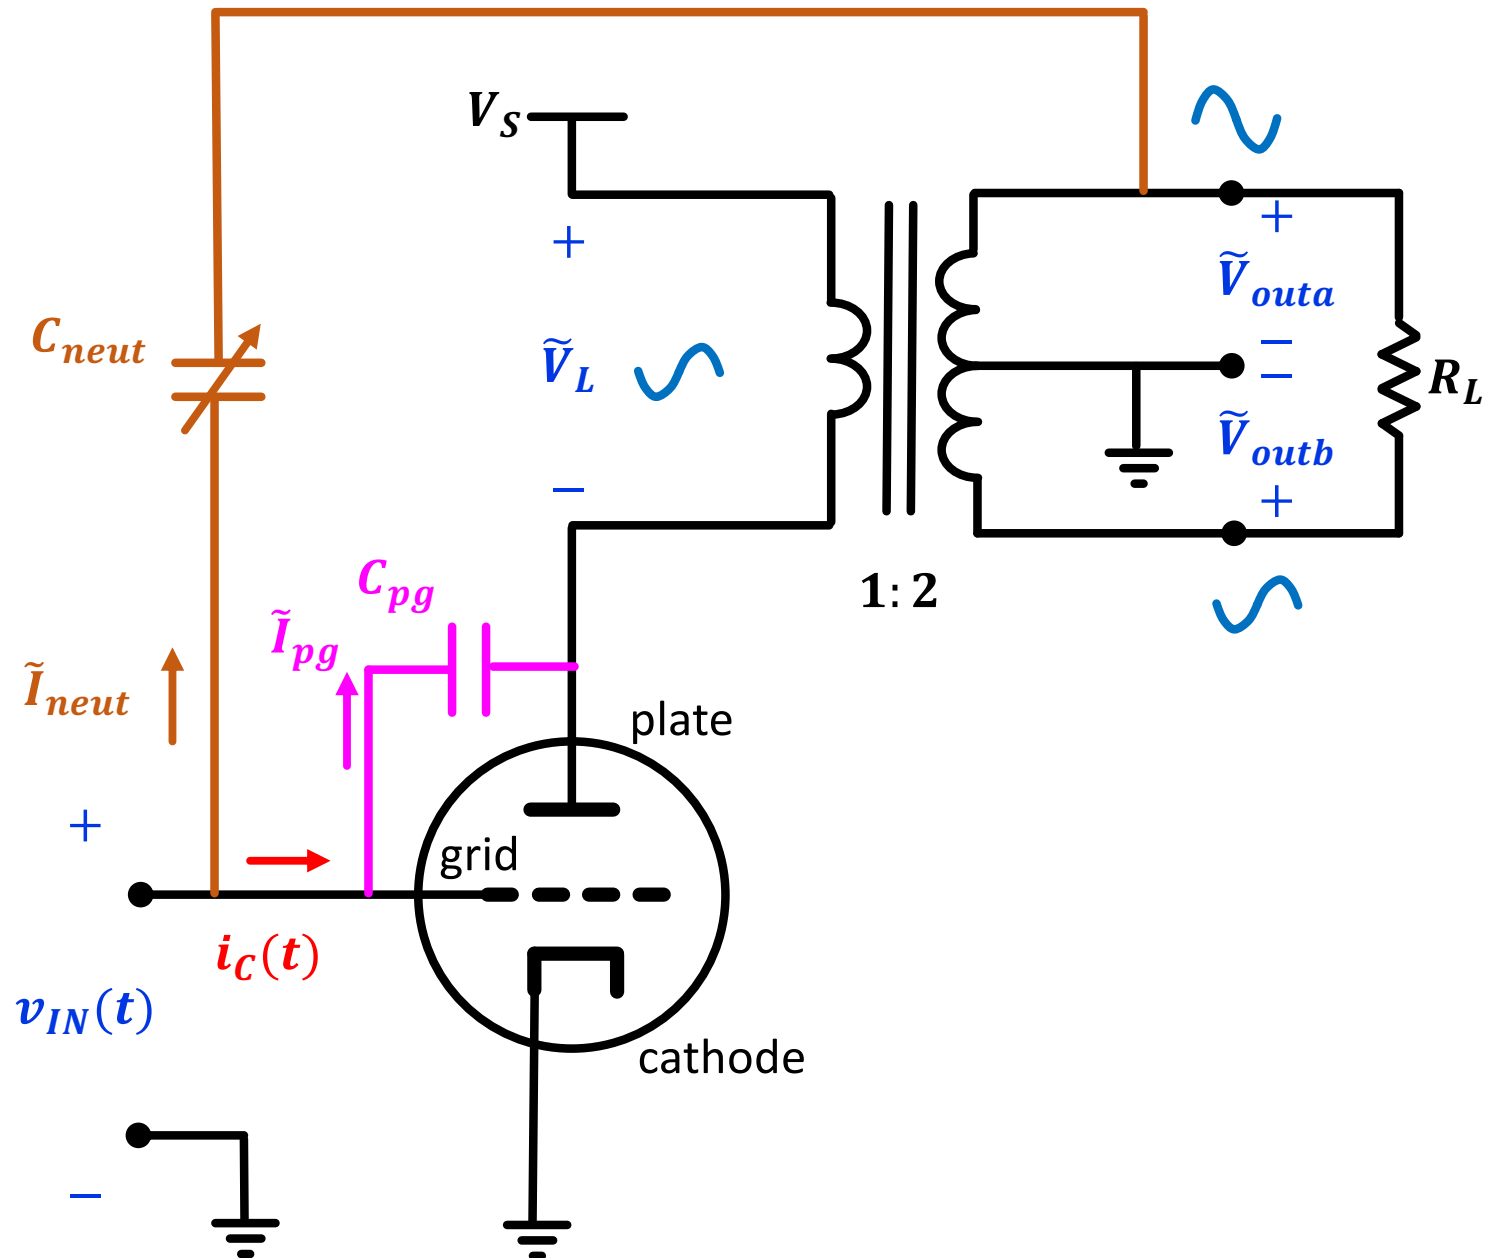 V_S
+
+
Ṽ_outa
C_neut
Ṽ_L
−
−
R_L
Ṽ_outb
−
+
C_pg
1: 2
Ĩ_pg
Ĩ_neut
plate
+
grid
i_C(t)
v_IN(t)
cathode
−